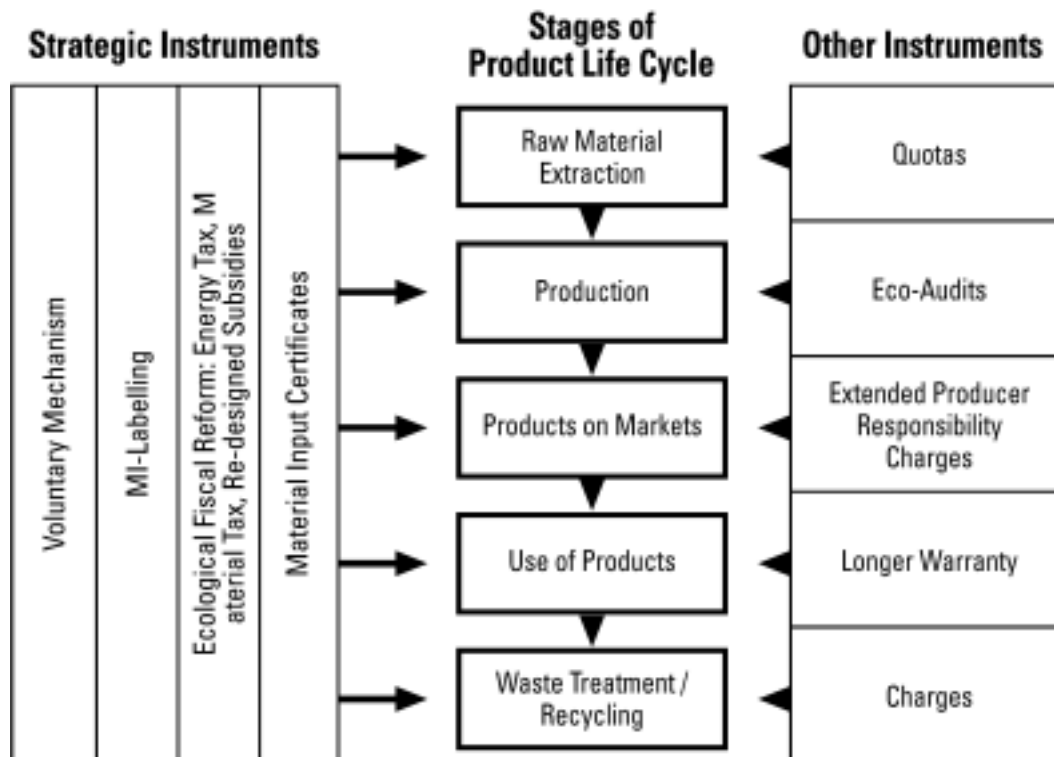 Strategic Instruments
Stages of
Product Life Cycle
Other Instruments
Voluntary Mechanism
MI-Labelling
Ecological Fiscal Reform: Energy Tax, M
aterial Tax, Re-designed Subsidies
Material Input Certificates
Raw Material
Extraction
Production
Products on Markets
Use of Products
Waste Treatment /
Recycling
Quotas
Eco-Audits
Extended Producer
Responsibility
Charges
Longer Warranty
Charges